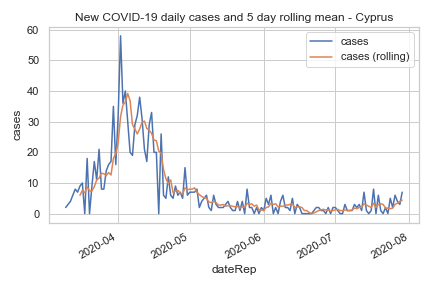 New COVID-19 daily cases and 5 day rolling mean - Cyprus
cases
cases (rolling)
cases
60
50
40
30
20
10
0
2020-04
2020-05
2020-06
2020-07
2020-08
dateRep